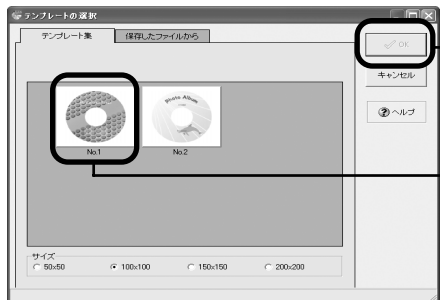 テンプレートの選択
テンプレート集 保存したファイルから
OK
キャンセル
ヘルプ
Photo Album
No.1 No.2
サイズ
50x50 100x100 150x150 200x200